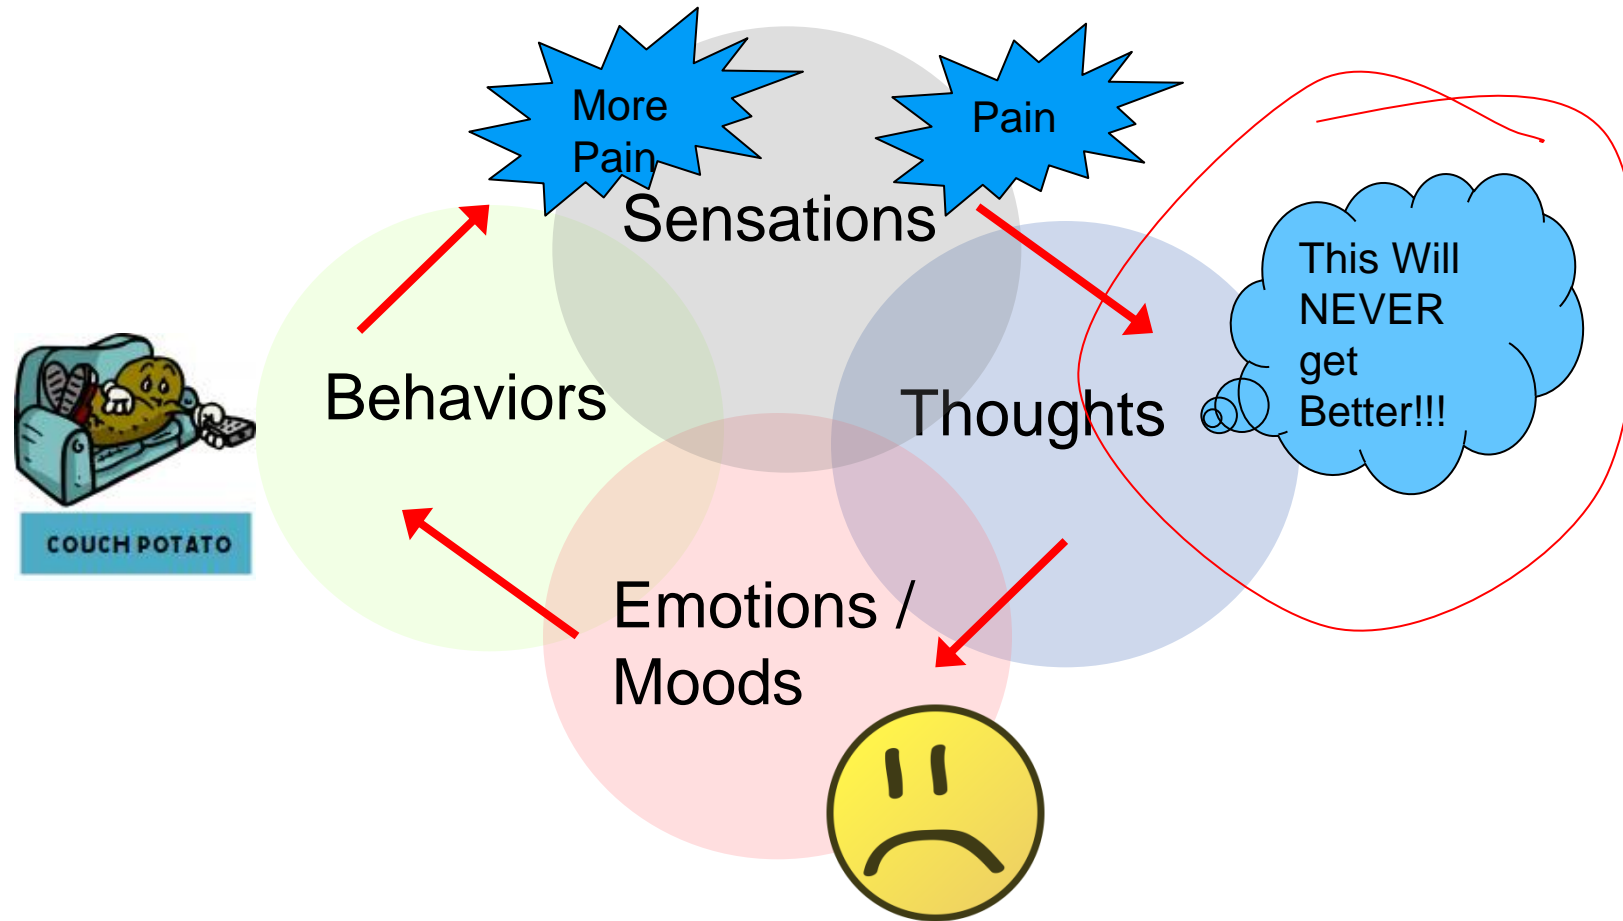 More
Pain
Pain
Sensations
This Will
NEVER
get
Better!!!
Behaviors
Thoughts
COUCH POTATO
Emotions /
Moods